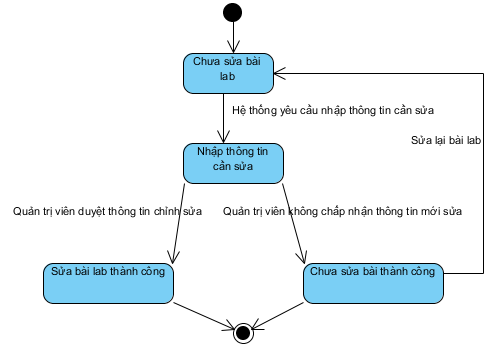 Chưa sửa bài
lab
Hệ thống yêu cầu nhập thông tin cần sửa
Sửa lại bài lab
Nhập thông tin
cần sửa
Quản trị viên duyệt thông tin chỉnh sửa
Quản trị viên không chấp nhận thông tin mới sửa
Sửa bài lab thành công
Chưa sửa bài thành công